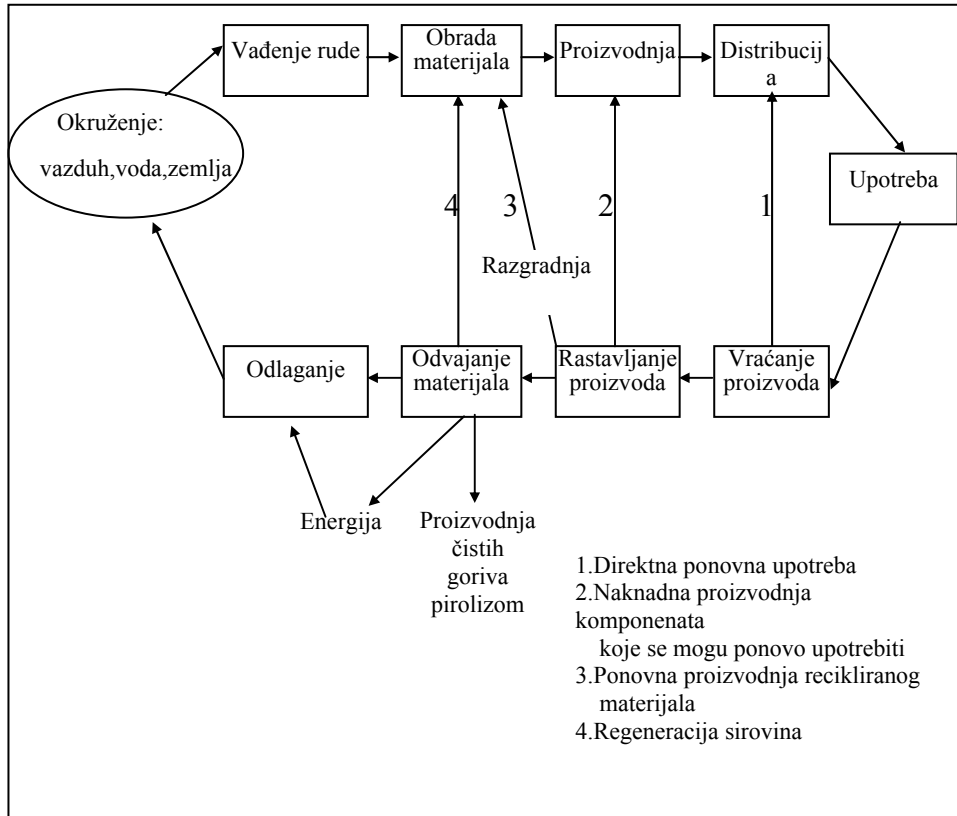 Vađenje rude
Obrada
materijala
Proizvodnja
Distribucij
a
Okruženje:
vazduh,voda,zemlja
Upotreba
4
3
2
1
Razgradnja
Odlaganje
Odvajanje
materijala
Rastavljanje
proizvoda
Vraćanje
proizvoda
Energija
Proizvodnja
čistih
goriva
pirolizom
1.Direktna ponovna upotreba
2.Naknadna proizvodnja
komponenata
koje se mogu ponovo upotrebiti
3.Ponovna proizvodnja recikliranog
materijala
4.Regeneracija sirovina